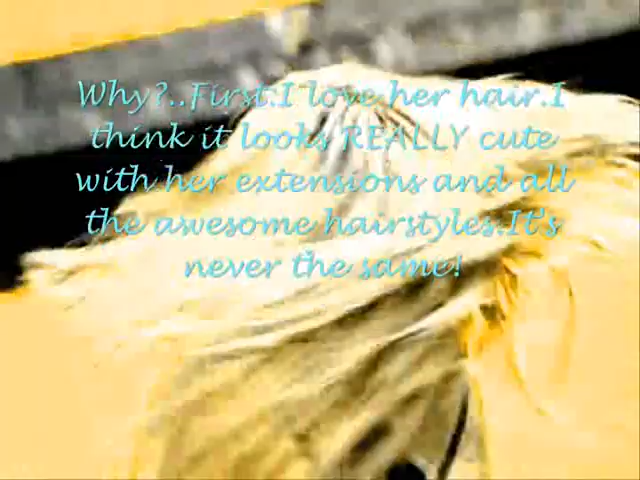 Why?..First:I love her hair.I
think it looks REALLY cute
with her extensions and all
the awesome hairstyles.It's
never the same!